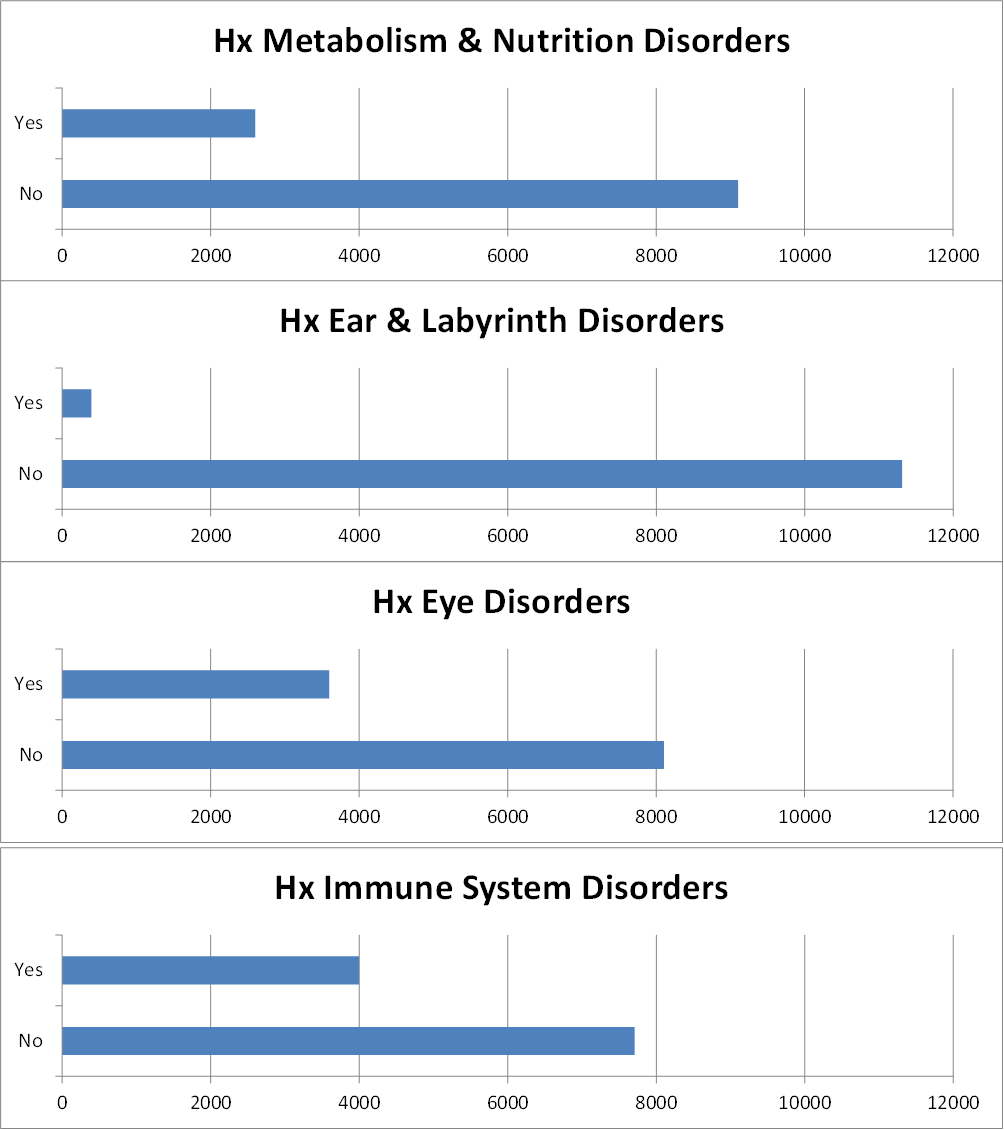 Hx Metabolism & Nutrition Disorders
Yes
No
0 2000 4000 6000 8000 10000 12000
Hx Ear & Labyrinth Disorders
Yes
No
0 2000 4000 6000 8000 10000 12000
Hx Eye Disorders
Yes
No
0 2000 4000 6000 8000 10000 12000
Hx Immune System Disorders
Yes
No
0 2000 4000 6000 8000 10000 12000